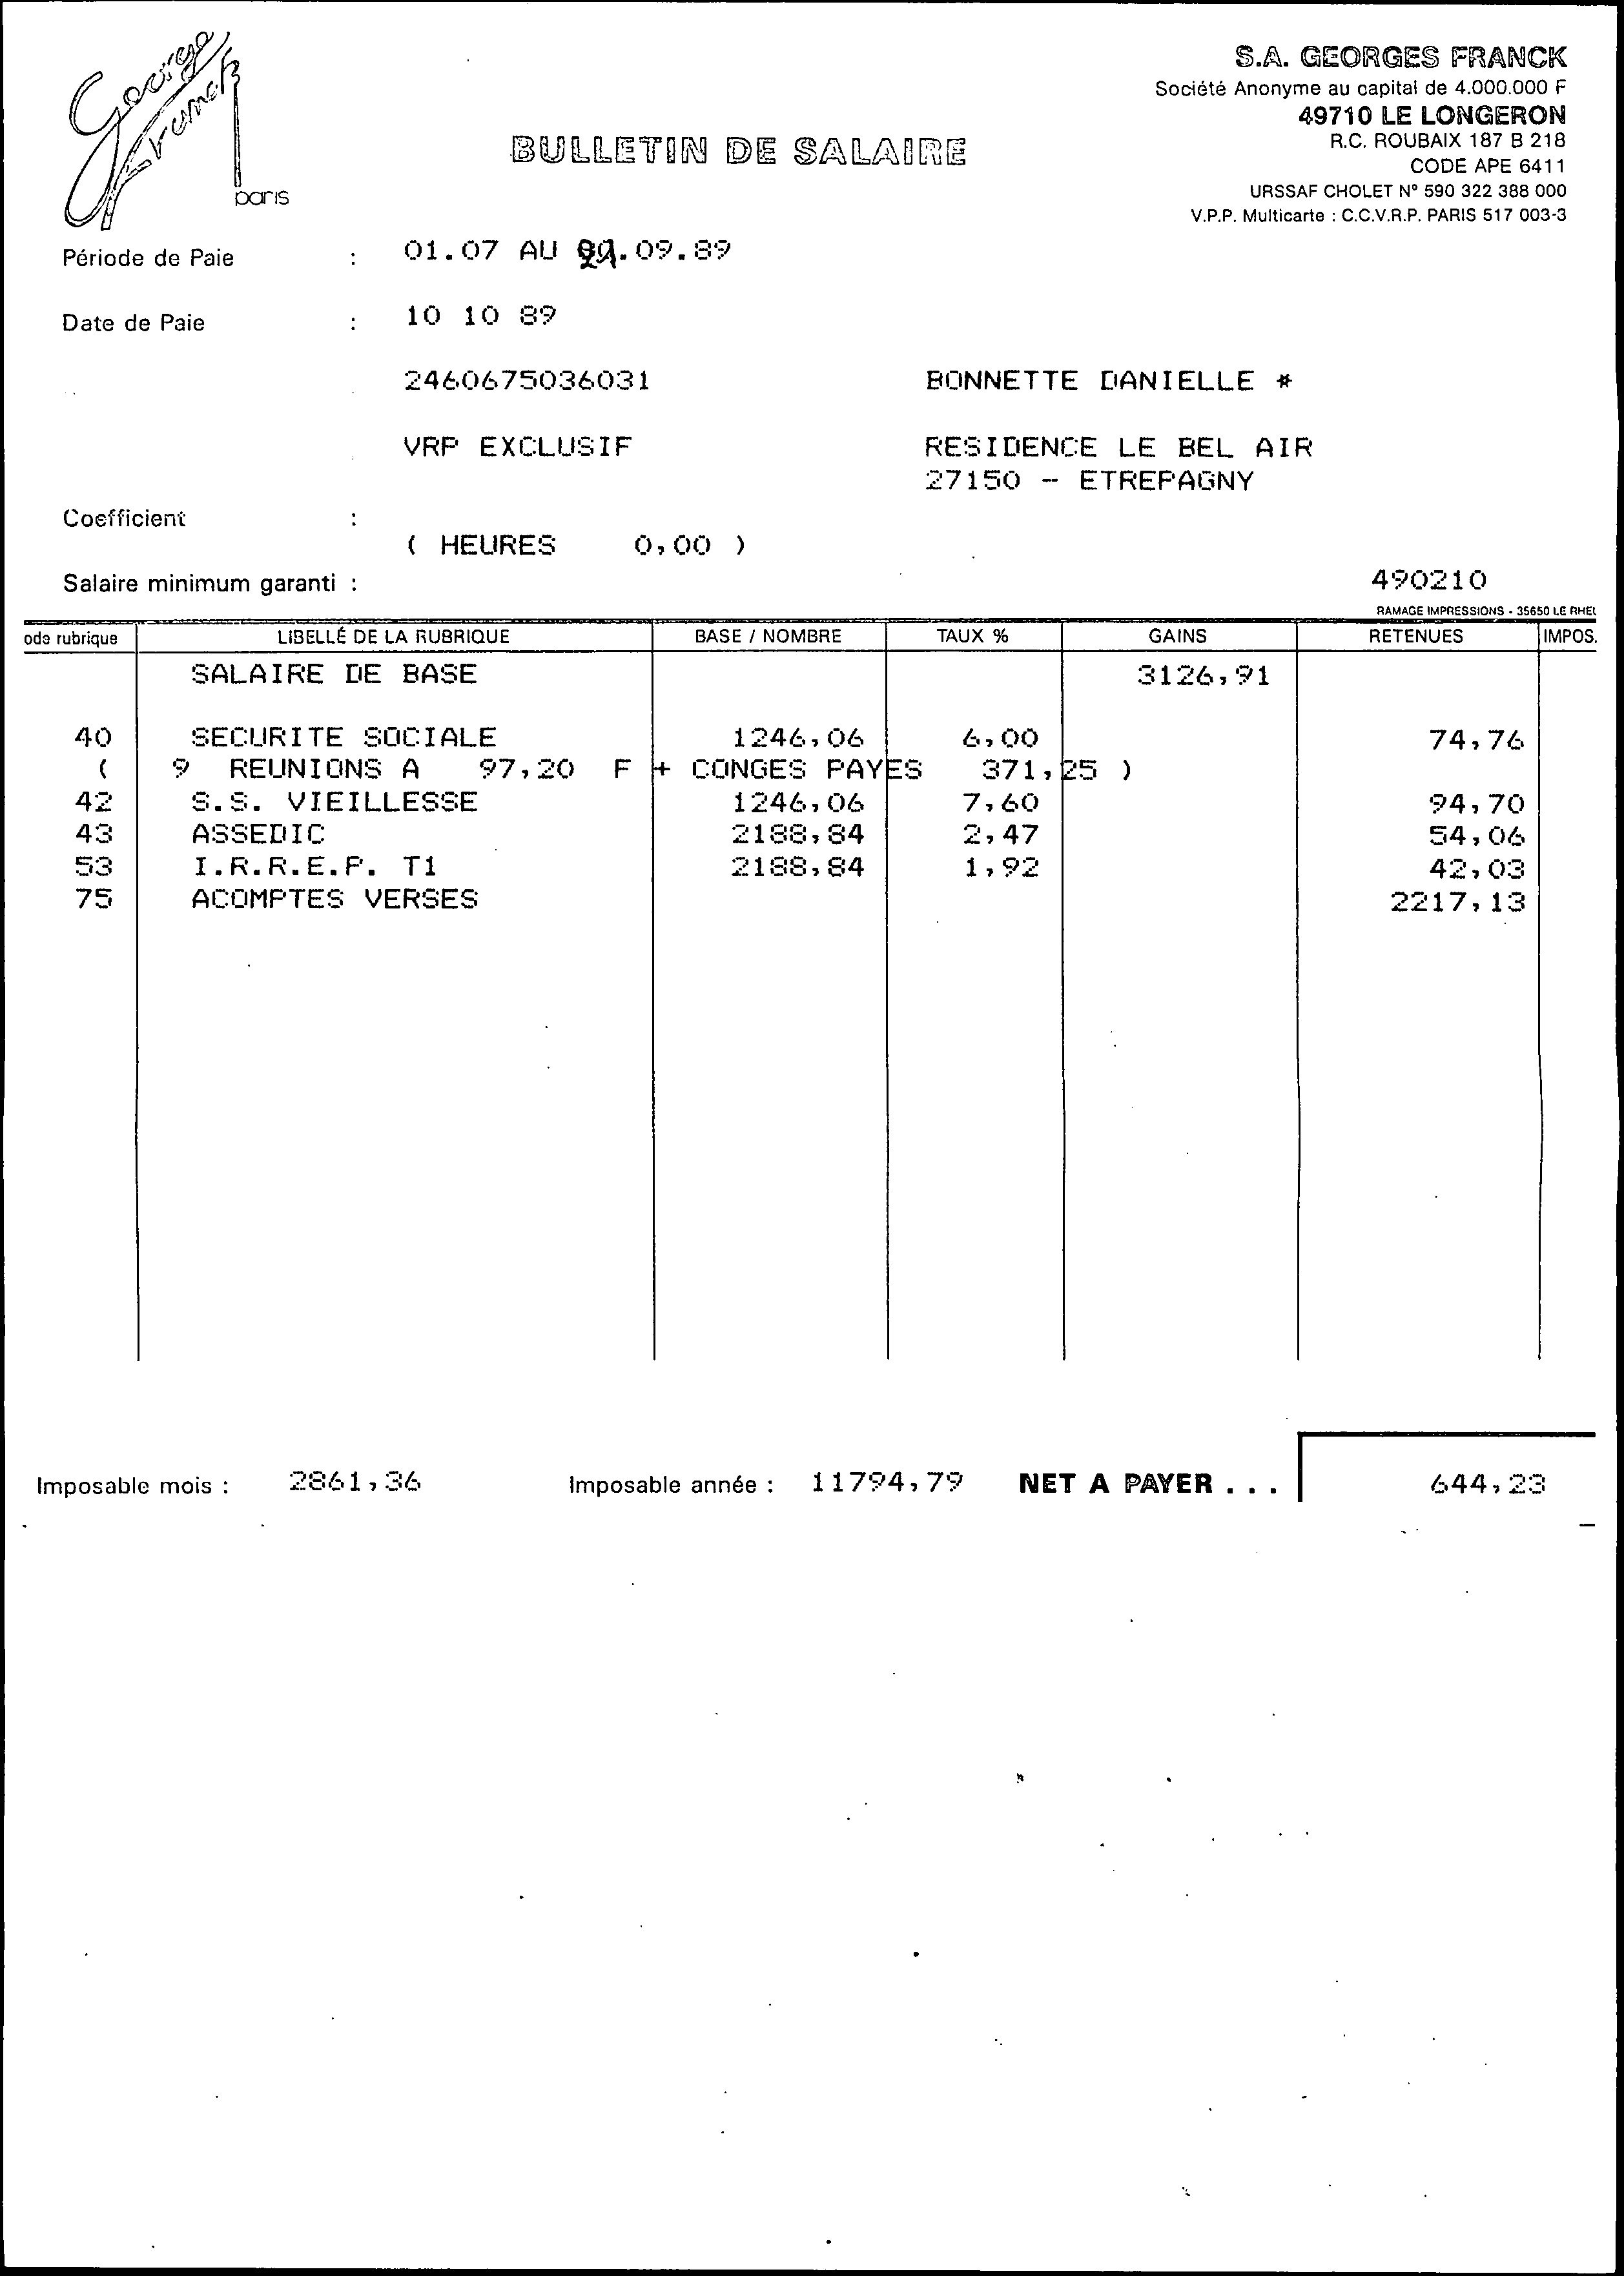 George Franck
paris
S.A. GEORGES FRANCK
Société Anonyme au capital de 4.000.000 F
49710 LE LONGERON
R.C. ROUBAIX 187 B 218
CODE APE 6411
URSSAF CHOLET N° 590 322 388 000
V.P.P. Multicarte : C.C.V.R.P. PARIS 517 003-3
BULLETIN DE SALAIRE
Période de Paie : 01.07 AU .09.89
Date de Paie : 10 10 89
2460675036031 BONNETTE DANIELLE *
VRP EXCLUSIF RESIDENCE LE BEL AIR
27150 - ETREPAGNY
Coefficient :
( HEURES 0,00 )
Salaire minimum garanti : 490210
RAMAGE IMPRESSIONS - 35650 LE RHEU
ode rubrique LIBELLÉ DE LA RUBRIQUE BASE / NOMBRE TAUX % GAINS RETENUES IMPOS.
SALAIRE DE BASE 3126,91
40 SECURITE SOCIALE 1246,06 6,00 74,76
( 9 REUNIONS A 97,20 F + CONGES PAYES 371,25 )
42 S.S. VIEILLESSE 1246,06 7,60 94,70
43 ASSEDIC 2188,84 2,47 54,06
53 I.R.R.E.P. T1 2188,84 1,92 42,03
75 ACOMPTES VERSES 2217,13
Imposable mois : 2861,36 Imposable année : 11794,79 NET A PAYER . . . 644,23